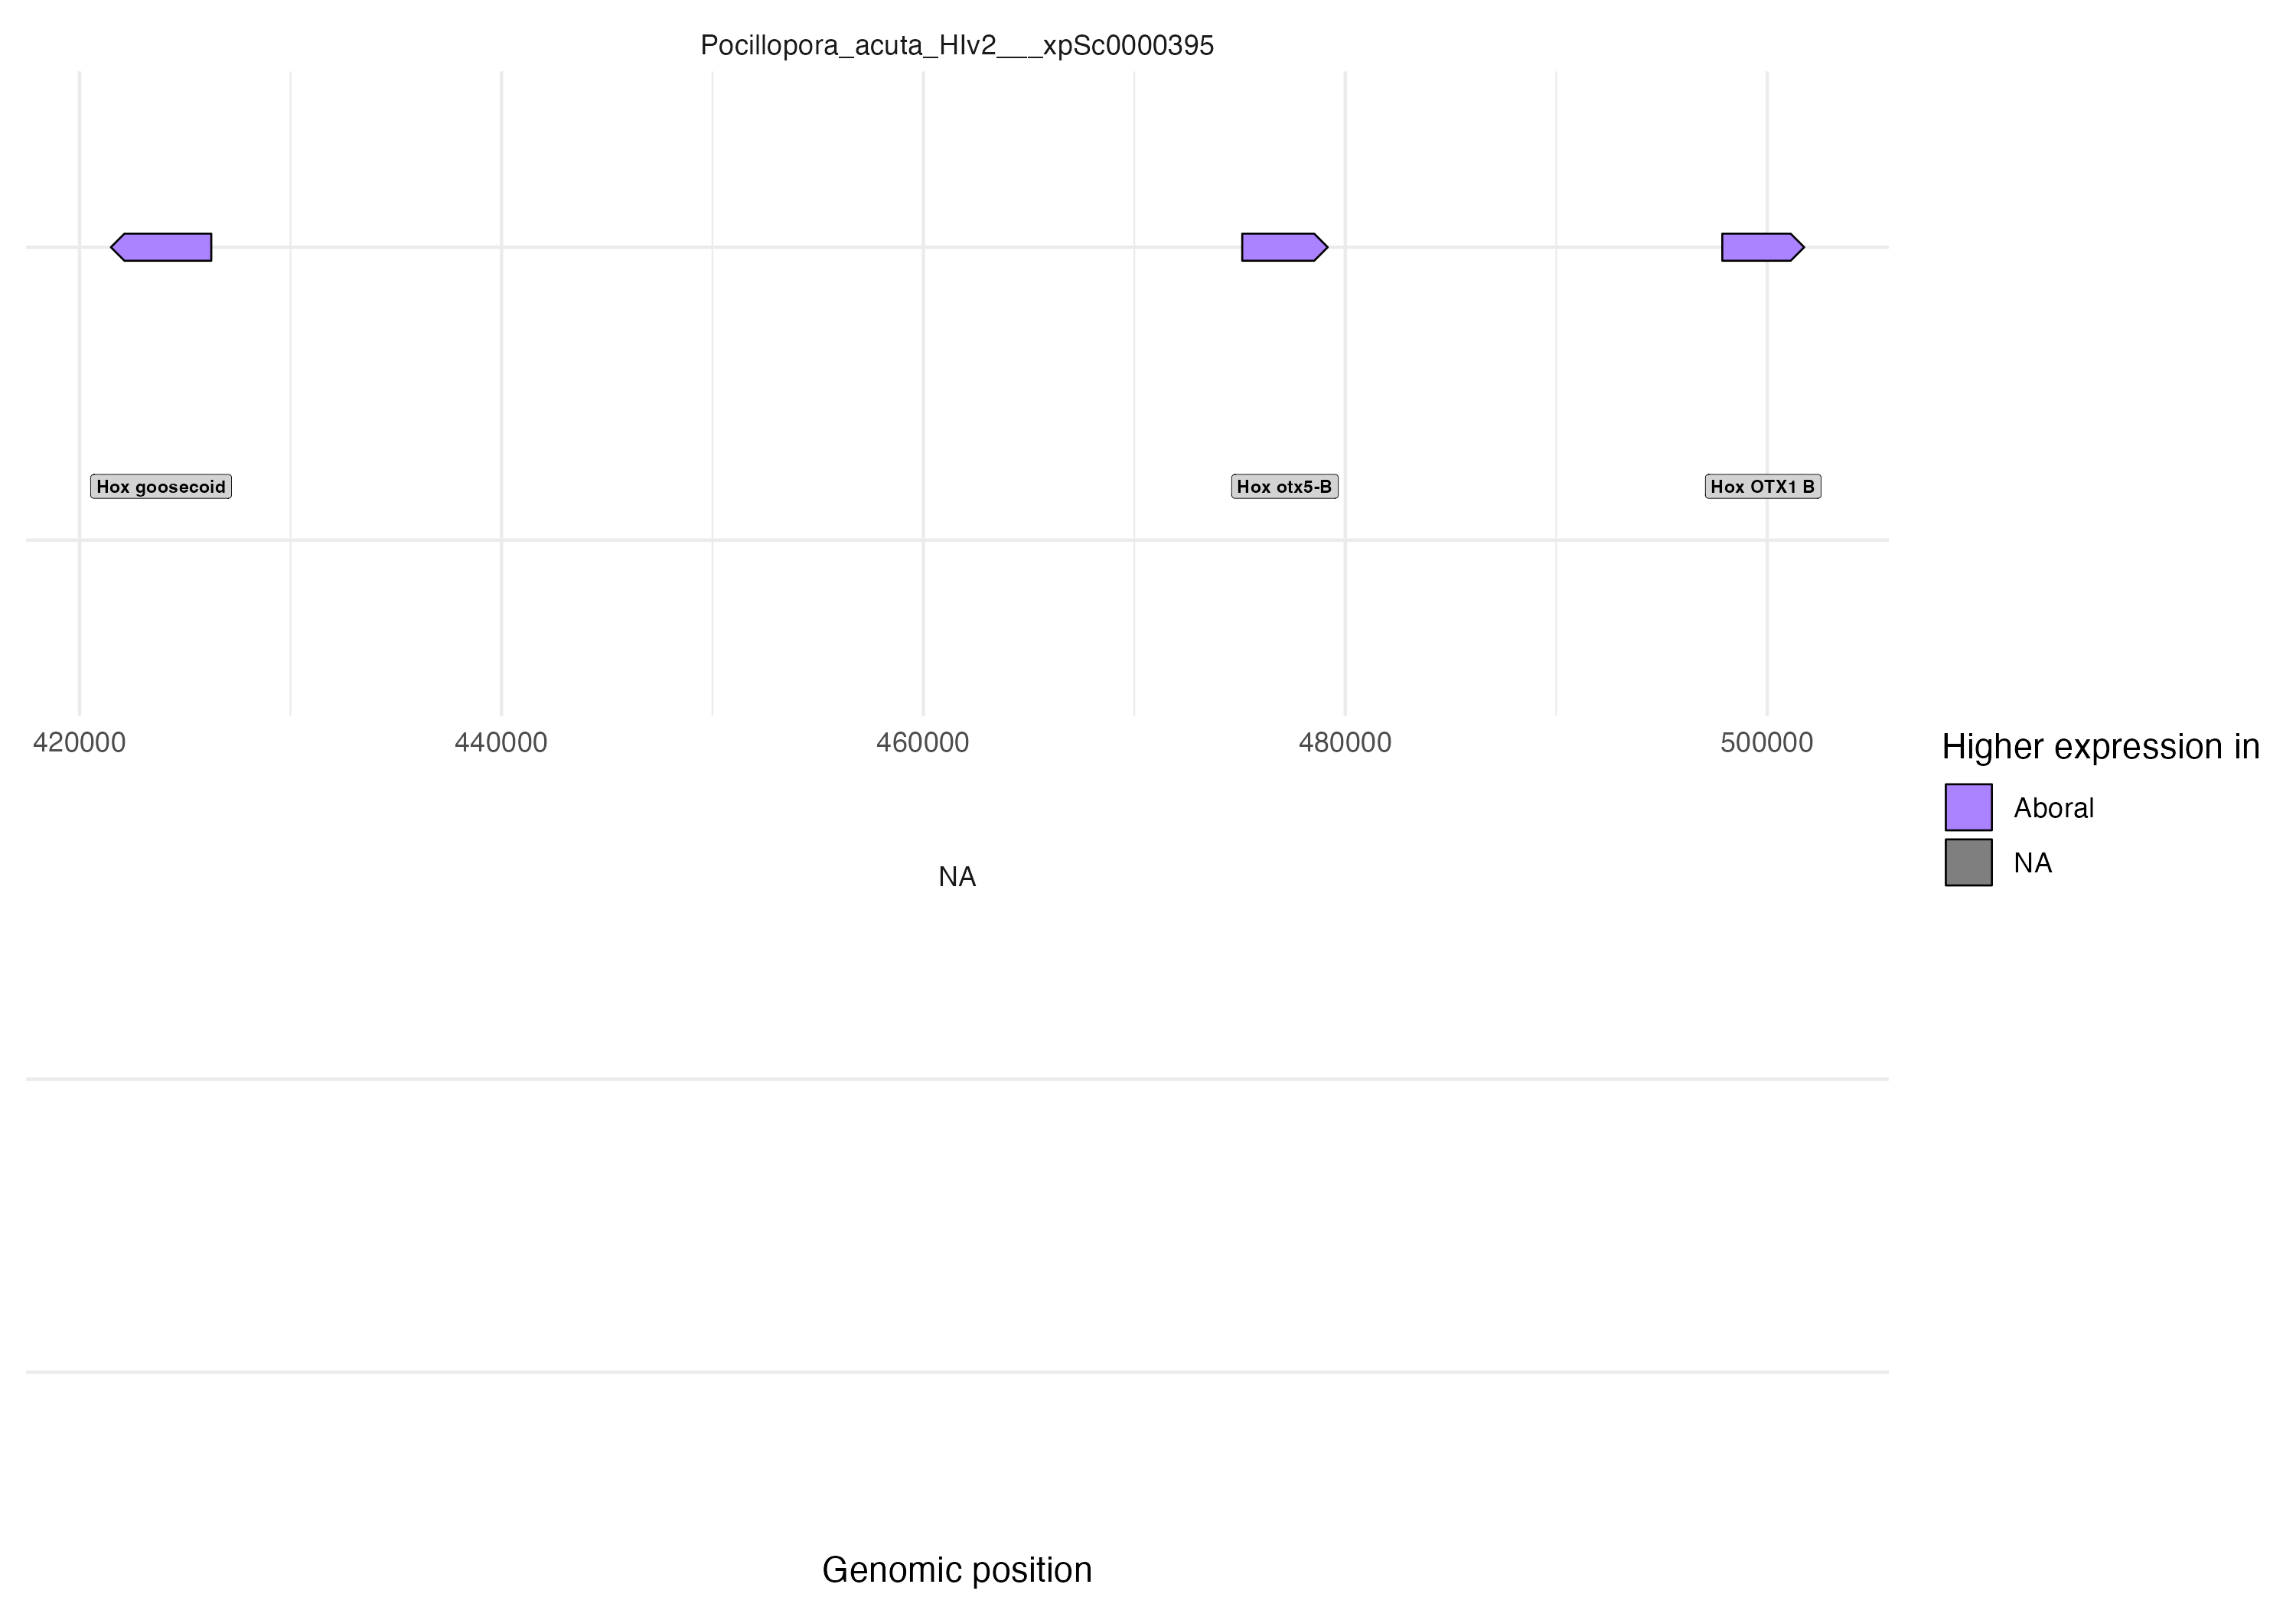 Pocillopora_acuta_HIv2___xpSc0000395
Hox goosecoid
Hox otx5-B
Hox OTX1 B
420000
440000
460000
480000
500000
Higher expression in
Aboral
NA
NA
Genomic position